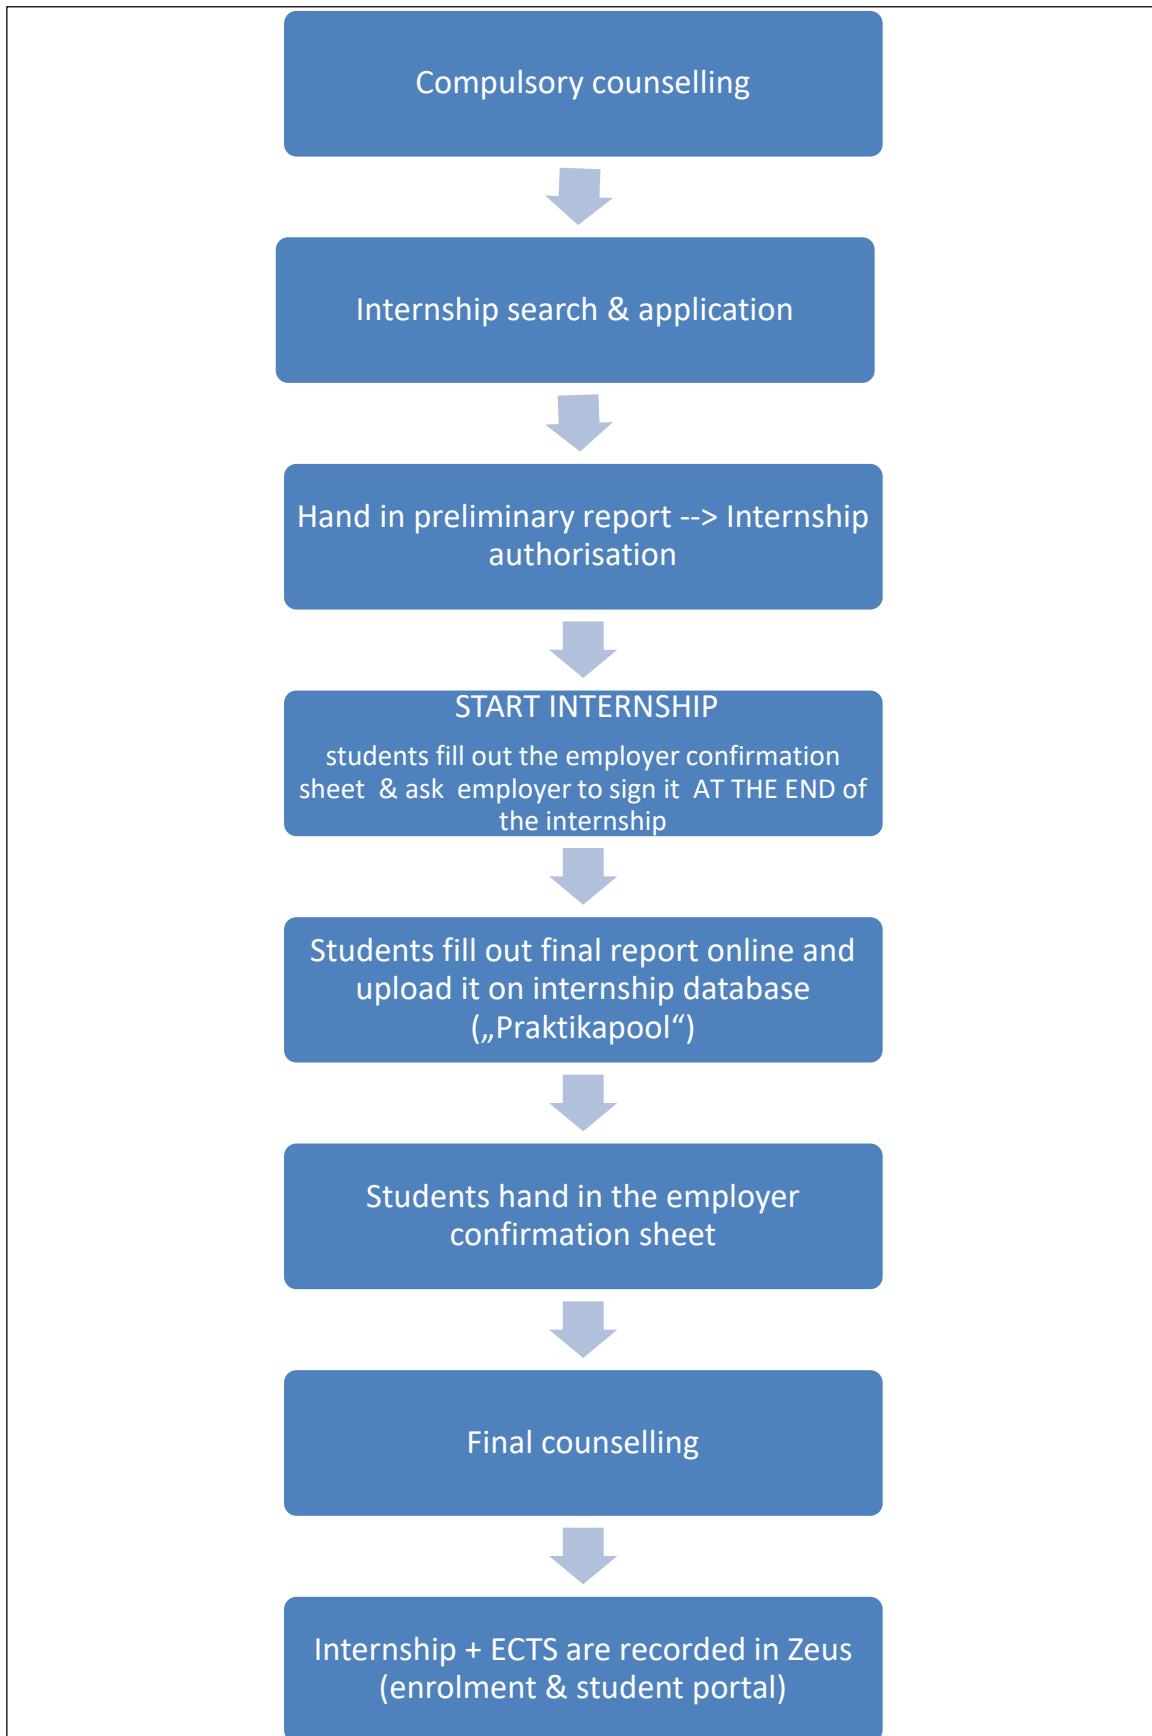 Compulsory counselling
Internship search & application
Hand in preliminary report --> Internship
authorisation
START INTERNSHIP
students fill out the employer confirmation
sheet & ask employer to sign it AT THE END of
the internship
Students fill out final report online and
upload it on internship database
(„Praktikapool“)
Students hand in the employer
confirmation sheet
Final counselling
Internship + ECTS are recorded in Zeus
(enrolment & student portal)